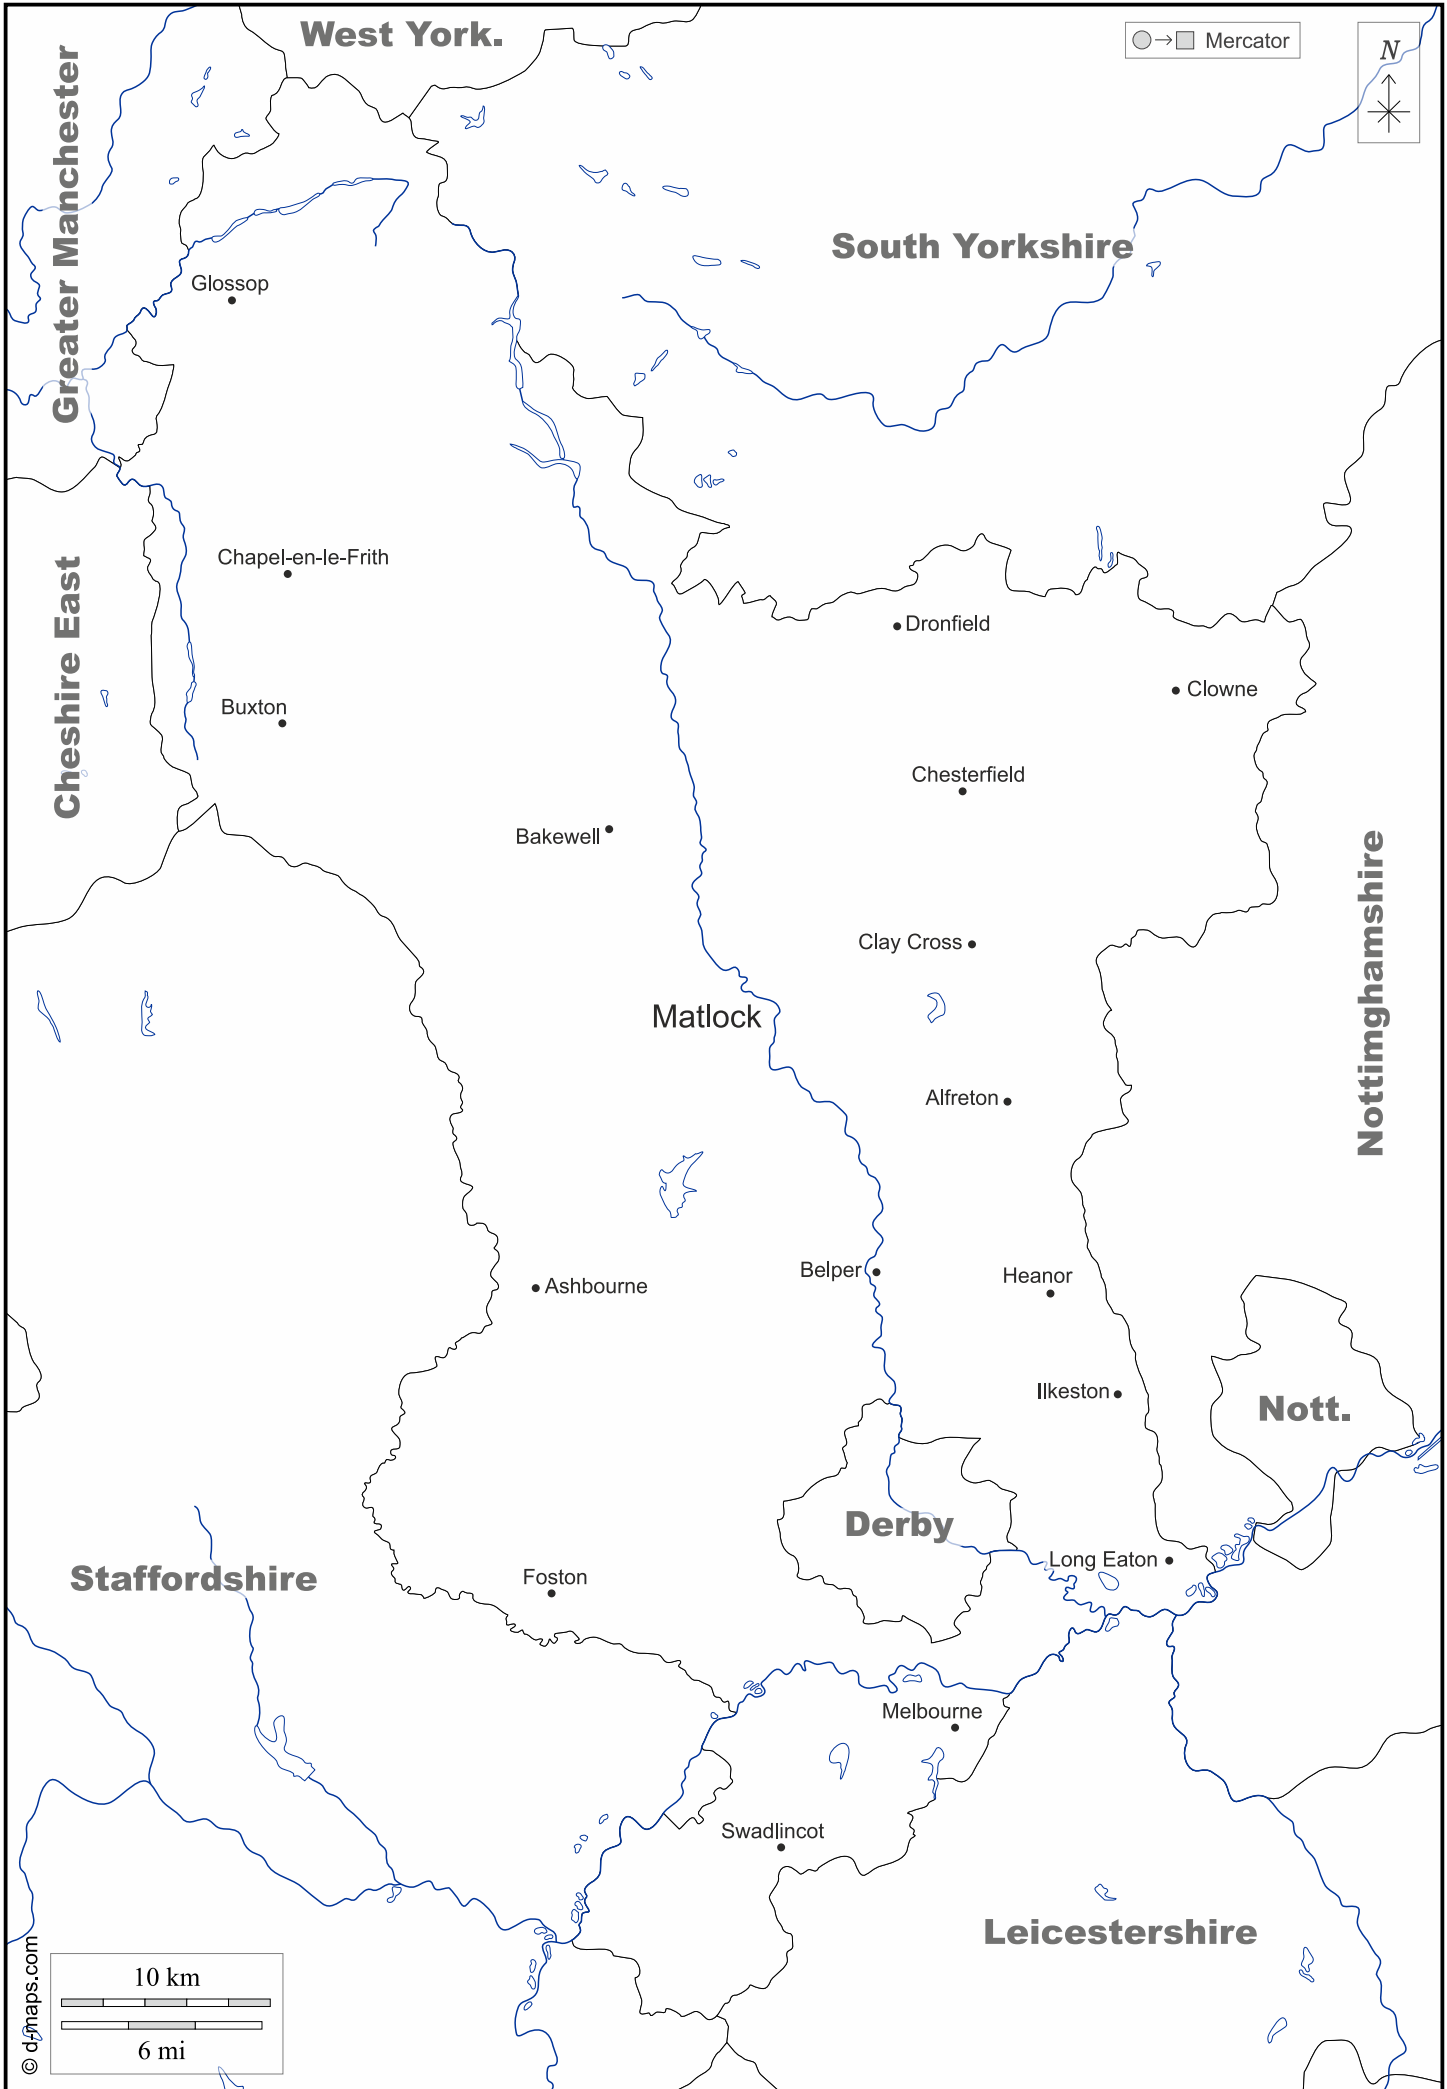 West York.
Mercator
N
Greater Manchester
South Yorkshire
Glossop
Chapel-en-le-Frith
Cheshire East
Dronfield
Clowne
Buxton
Chesterfield
Bakewell
Nottimghamshire
Clay Cross
Matlock
Alfreton
Belper
Heanor
Ashbourne
Ilkeston
Nott.
Derby
Long Eaton
Staffordshire
Foston
Melbourne
Swadlincot
Leicestershire
10 km
6 mi
© d-maps.com